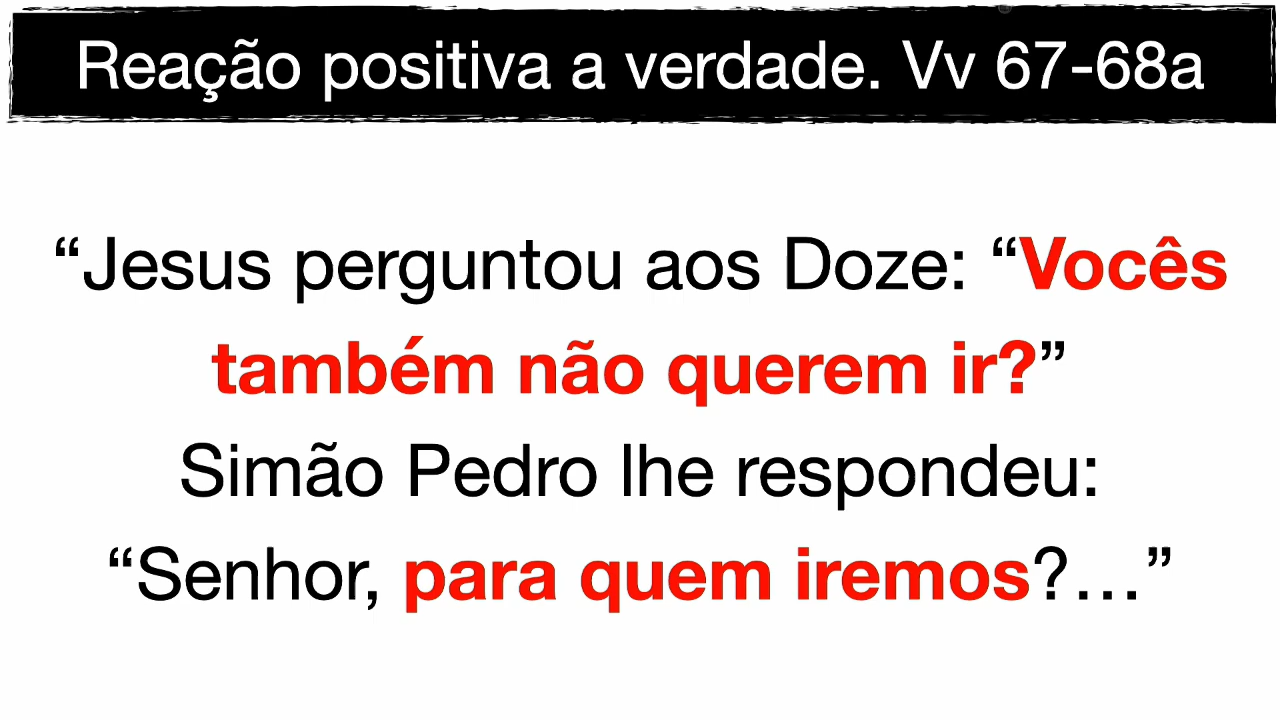 Reação positiva a verdade. Vv 67-68a
“Jesus perguntou aos Doze: “Vocês
também não querem ir?”
Simão Pedro lhe respondeu:
“Senhor, para quem iremos?…”